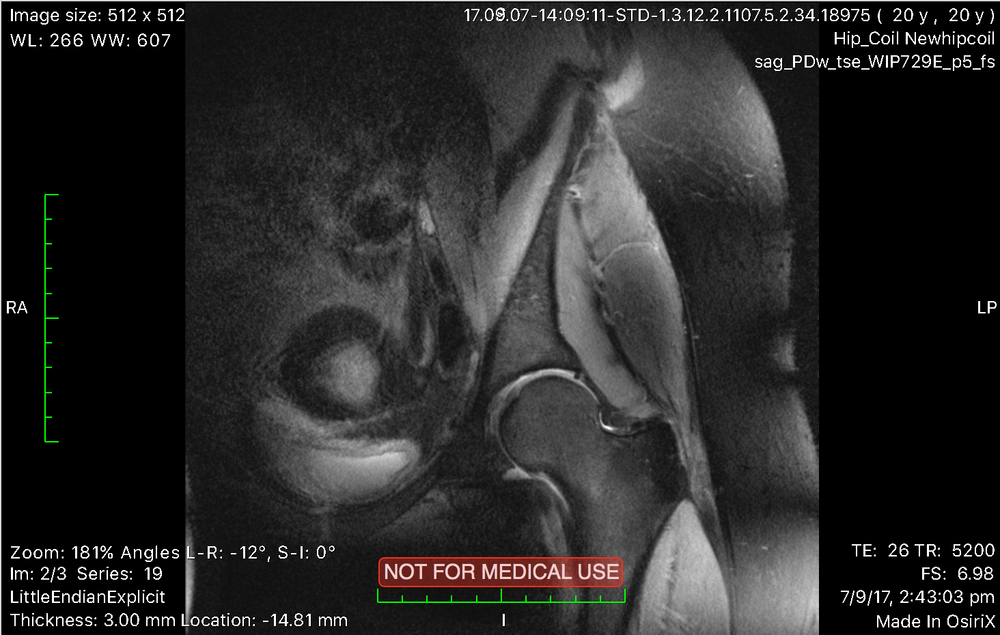 Image size: 512 x 512
WL: 266 WW: 607
17.09.07-14:09:11-STD-1.3.12.2.1107.5.2.34.18975 ( 20 y , 20 y )
Hip_Coil Newhipcoil
sag_PDw_tse_WIP729E_p5_fs
RA
LP
Zoom: 181% Angles L-R: -12°, S-I: 0°
Im: 2/3 Series: 19
LittleEndianExplicit
Thickness: 3.00 mm Location: -14.81 mm
NOT FOR MEDICAL USE
I
TE: 26 TR: 5200
FS: 6.98
7/9/17, 2:43:03 pm
Made In OsiriX